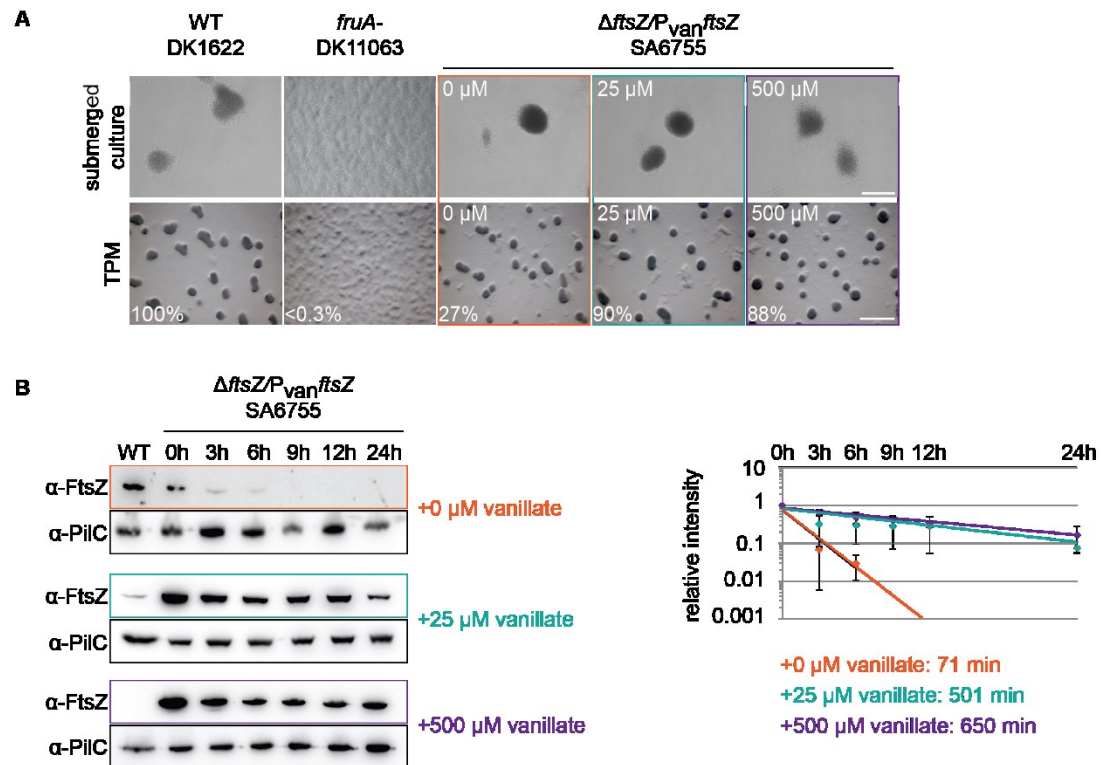 A
WT
DK1622
fruA-
DK11063
ΔftsZ/PvanftsZ
SA6755
submerged
culture
0 µM
25 µM
500 µM
TPM
0 µM
25 µM
500 µM
100%
<0.3%
27%
90%
88%
B
ΔftsZ/PvanftsZ
SA6755
WT 0h 3h 6h 9h 12h 24h
α-FtsZ
α-PilC
+0 µM vanillate
α-FtsZ
α-PilC
+25 µM vanillate
α-FtsZ
α-PilC
+500 µM vanillate
0h 3h 6h 9h 12h 24h
relative intensity
10
1
0.1
0.01
0.001
+0 µM vanillate: 71 min
+25 µM vanillate: 501 min
+500 µM vanillate: 650 min